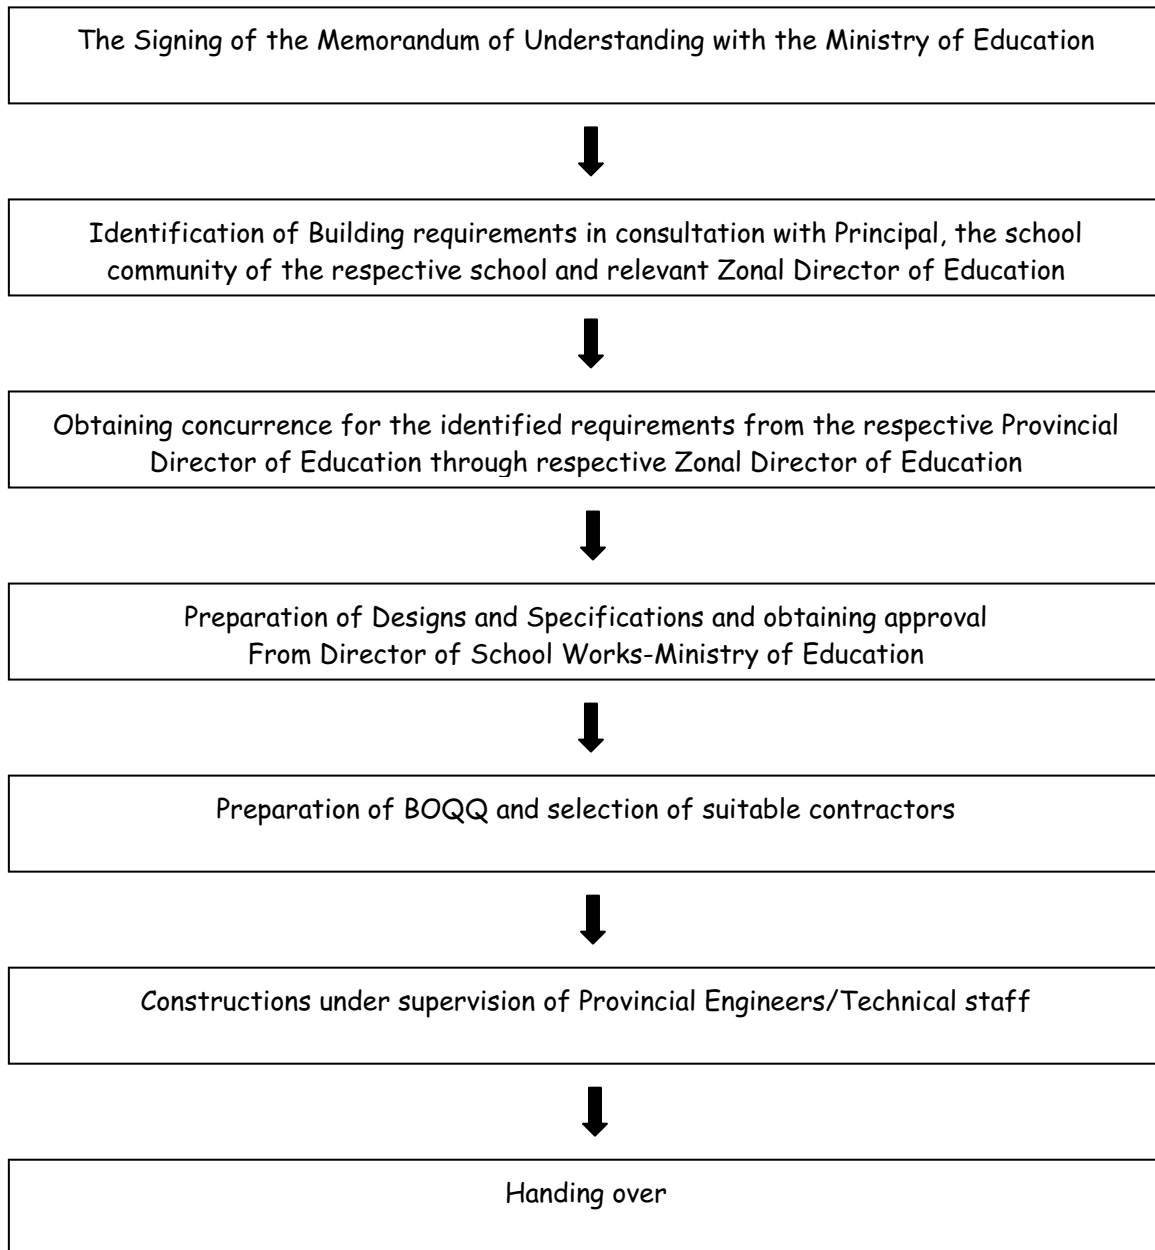 The Signing of the Memorandum of Understanding with the Ministry of Education
Identification of Building requirements in consultation with Principal, the school
community of the respective school and relevant Zonal Director of Education
Obtaining concurrence for the identified requirements from the respective Provincial
Director of Education through respective Zonal Director of Education
Preparation of Designs and Specifications and obtaining approval
From Director of School Works-Ministry of Education
Preparation of BOQQ and selection of suitable contractors
Constructions under supervision of Provincial Engineers/Technical staff
Handing over